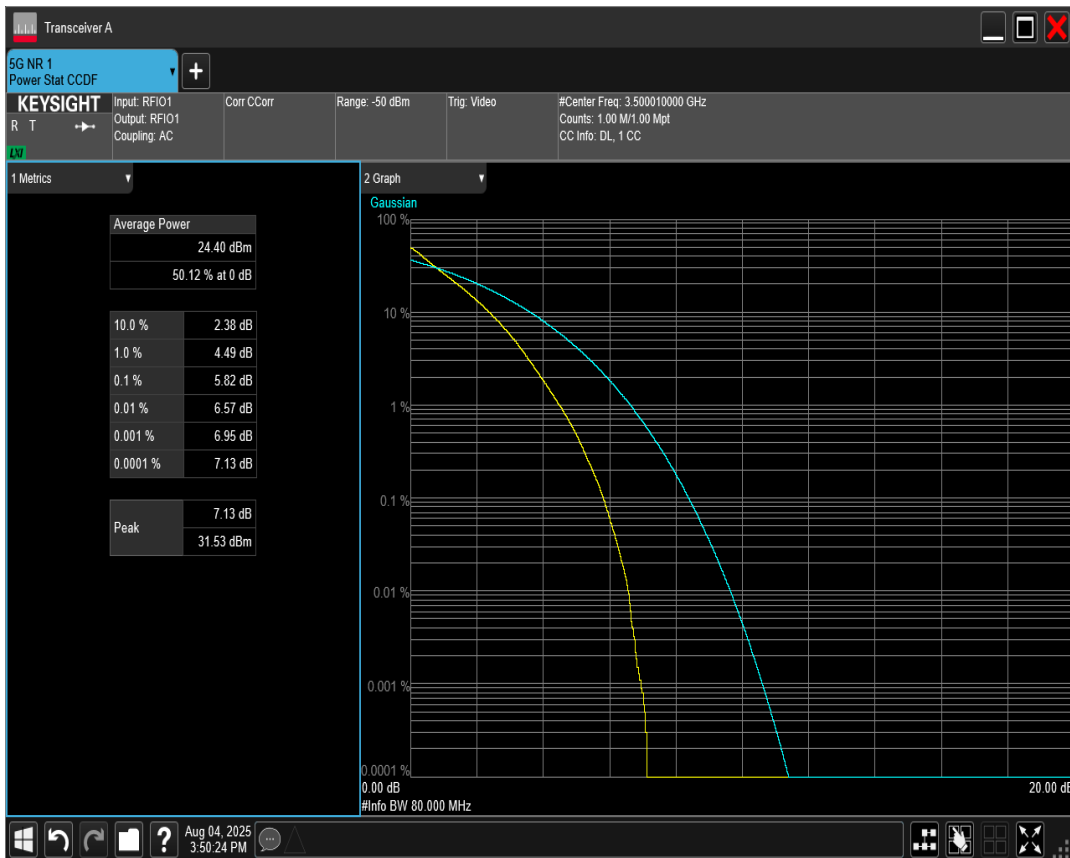 Transceiver A
5G NR 1
Power Stat CCDF
+
KEYSIGHT
R T
LXI
Input: RFIO1
Output: RFIO1
Coupling: AC
Corr CCorr
Range: -50 dBm
Trig: Video
#Center Freq: 3.500010000 GHz
Counts: 1.00 M/1.00 Mpt
CC Info: DL, 1 CC
1 Metrics
Average Power
24.40 dBm
50.12 % at 0 dB
10.0 % 2.38 dB
1.0 % 4.49 dB
0.1 % 5.82 dB
0.01 % 6.57 dB
0.001 % 6.95 dB
0.0001 % 7.13 dB
Peak
7.13 dB
31.53 dBm
2 Graph
Gaussian
100 %
10 %
1 %
0.1 %
0.01 %
0.001 %
0.0001 %
0.00 dB
20.00 dB
#Info BW 80.000 MHz
?
Aug 04, 2025
3:50:24 PM